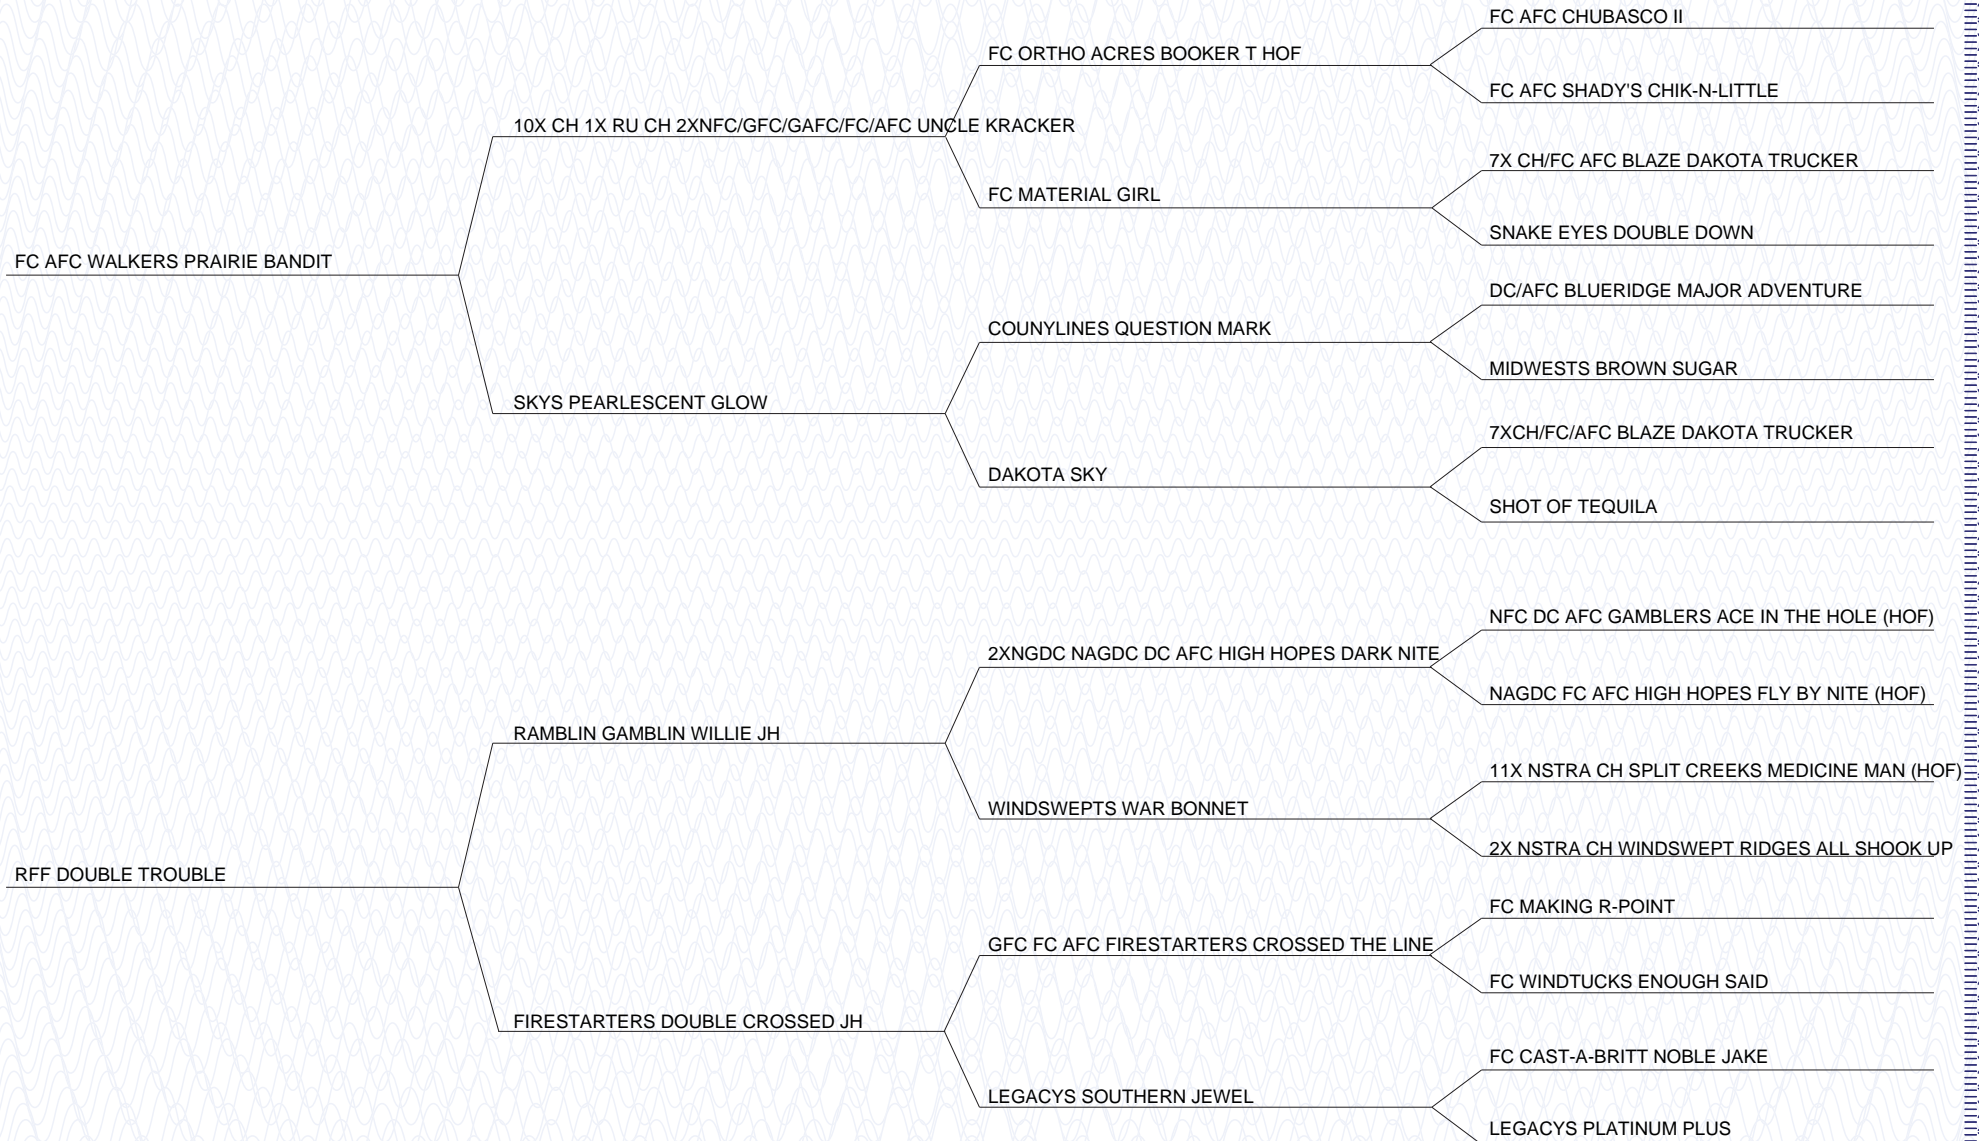 FC AFC CHUBASCO II
FC ORTHO ACRES BOOKER T HOF
FC AFC SHADY'S CHIK-N-LITTLE
10X CH 1X RU CH 2XNFC/GFC/GAFC/FC/AFC UNCLE KRACKER
7X CH/FC AFC BLAZE DAKOTA TRUCKER
FC MATERIAL GIRL
SNAKE EYES DOUBLE DOWN
FC AFC WALKERS PRAIRIE BANDIT
DC/AFC BLUERIDGE MAJOR ADVENTURE
COUNYLINES QUESTION MARK
MIDWESTS BROWN SUGAR
SKYS PEARLESCENT GLOW
7XCH/FC/AFC BLAZE DAKOTA TRUCKER
DAKOTA SKY
SHOT OF TEQUILA
NFC DC AFC GAMBLERS ACE IN THE HOLE (HOF)
2XNGDC NAGDC DC AFC HIGH HOPES DARK NITE
NAGDC FC AFC HIGH HOPES FLY BY NITE (HOF)
RAMBLIN GAMBLIN WILLIE JH
11X NSTRA CH SPLIT CREEKS MEDICINE MAN (HOF)
WINDSWEPTS WAR BONNET
2X NSTRA CH WINDSWEPT RIDGES ALL SHOOK UP
RFF DOUBLE TROUBLE
FC MAKING R-POINT
GFC FC AFC FIRESTARTERS CROSSED THE LINE
FC WINDTUCKS ENOUGH SAID
FIRESTARTERS DOUBLE CROSSED JH
FC CAST-A-BRITT NOBLE JAKE
LEGACYS SOUTHERN JEWEL
LEGACYS PLATINUM PLUS